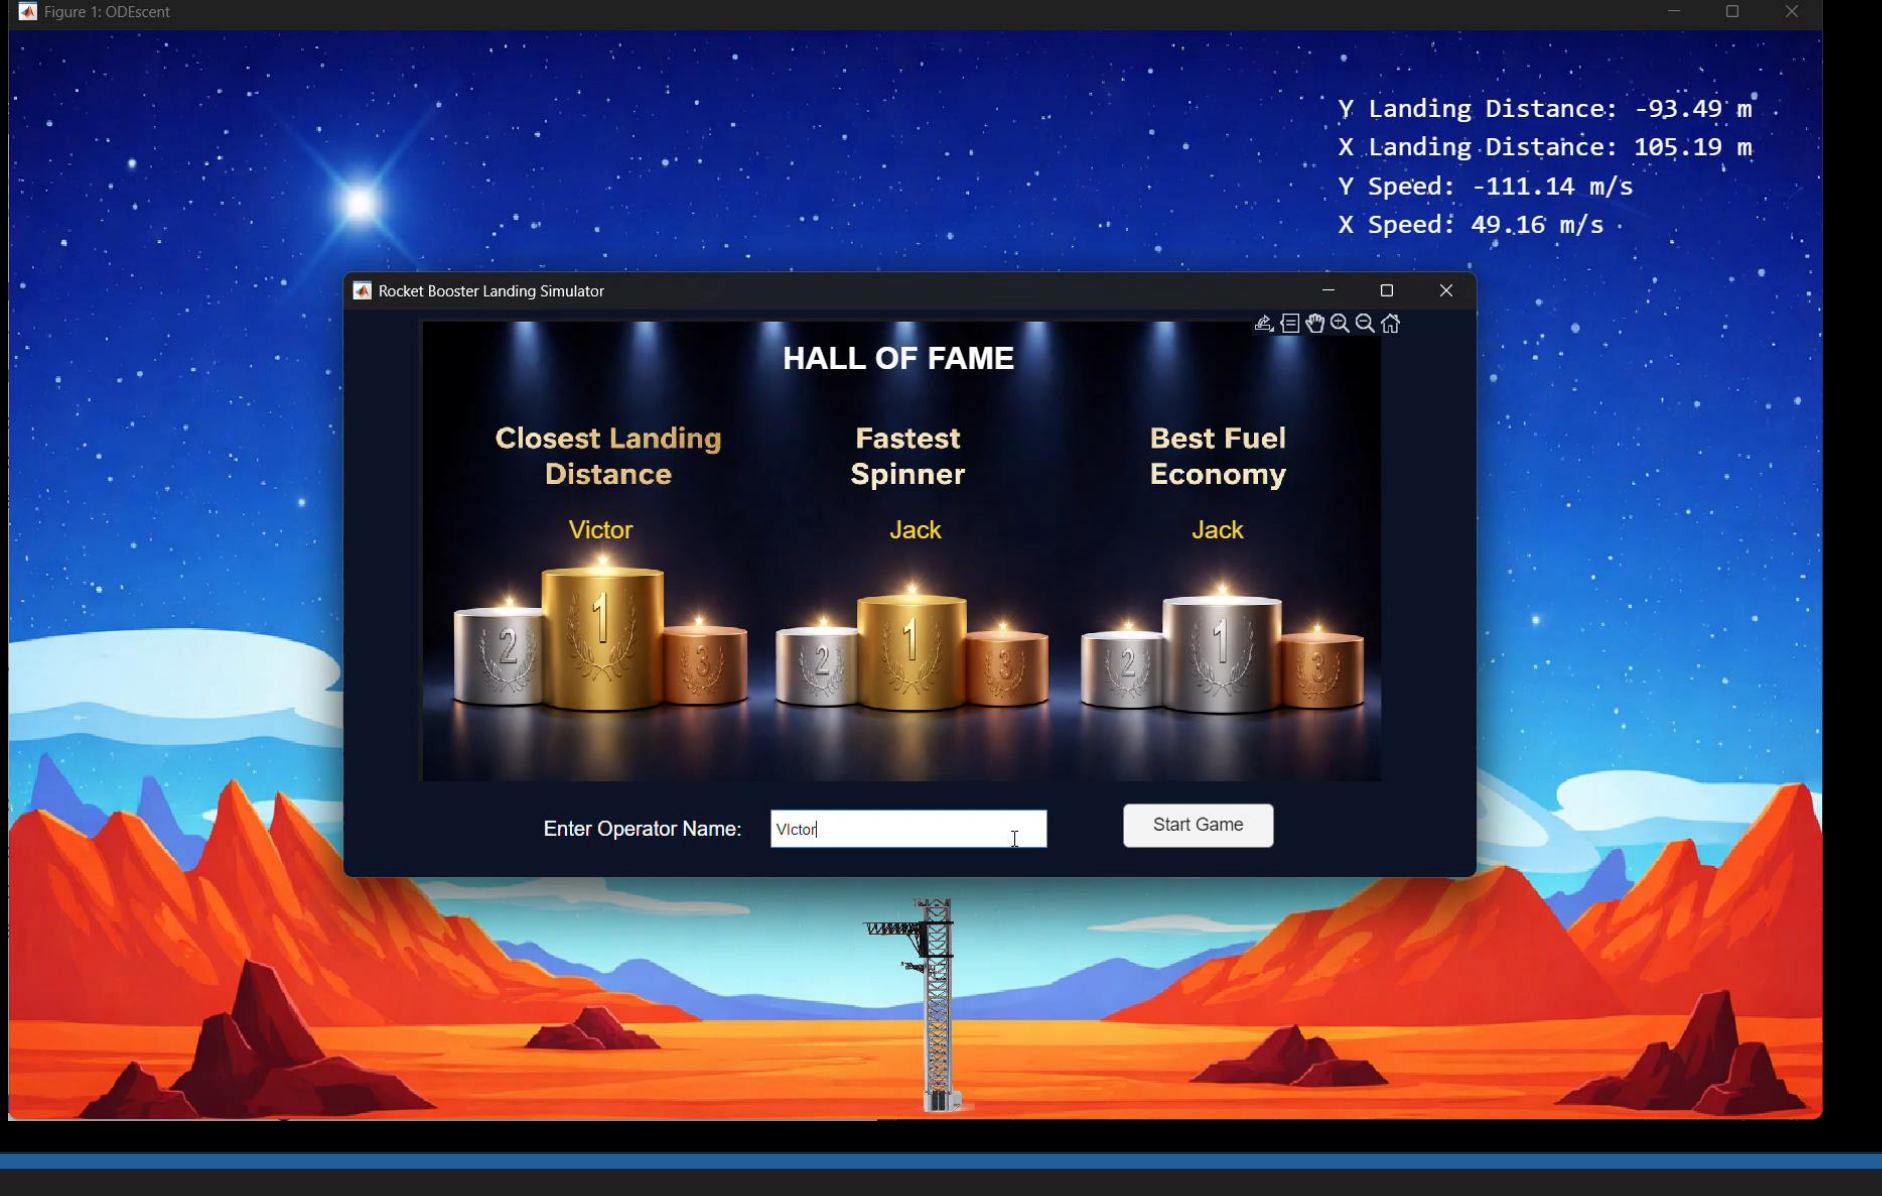 Figure 1: ODEscent
Y Landing Distance: -93.49 m
X Landing Distance: 105.19 m
Y Speed: -111.14 m/s
X Speed: 49.16 m/s
Rocket Booster Landing Simulator
HALL OF FAME
Closest Landing
Distance
Victor
2
1
3
Fastest
Spinner
Jack
2
1
3
Best Fuel
Economy
Jack
2
1
3
Enter Operator Name:
VIctor
Start Game